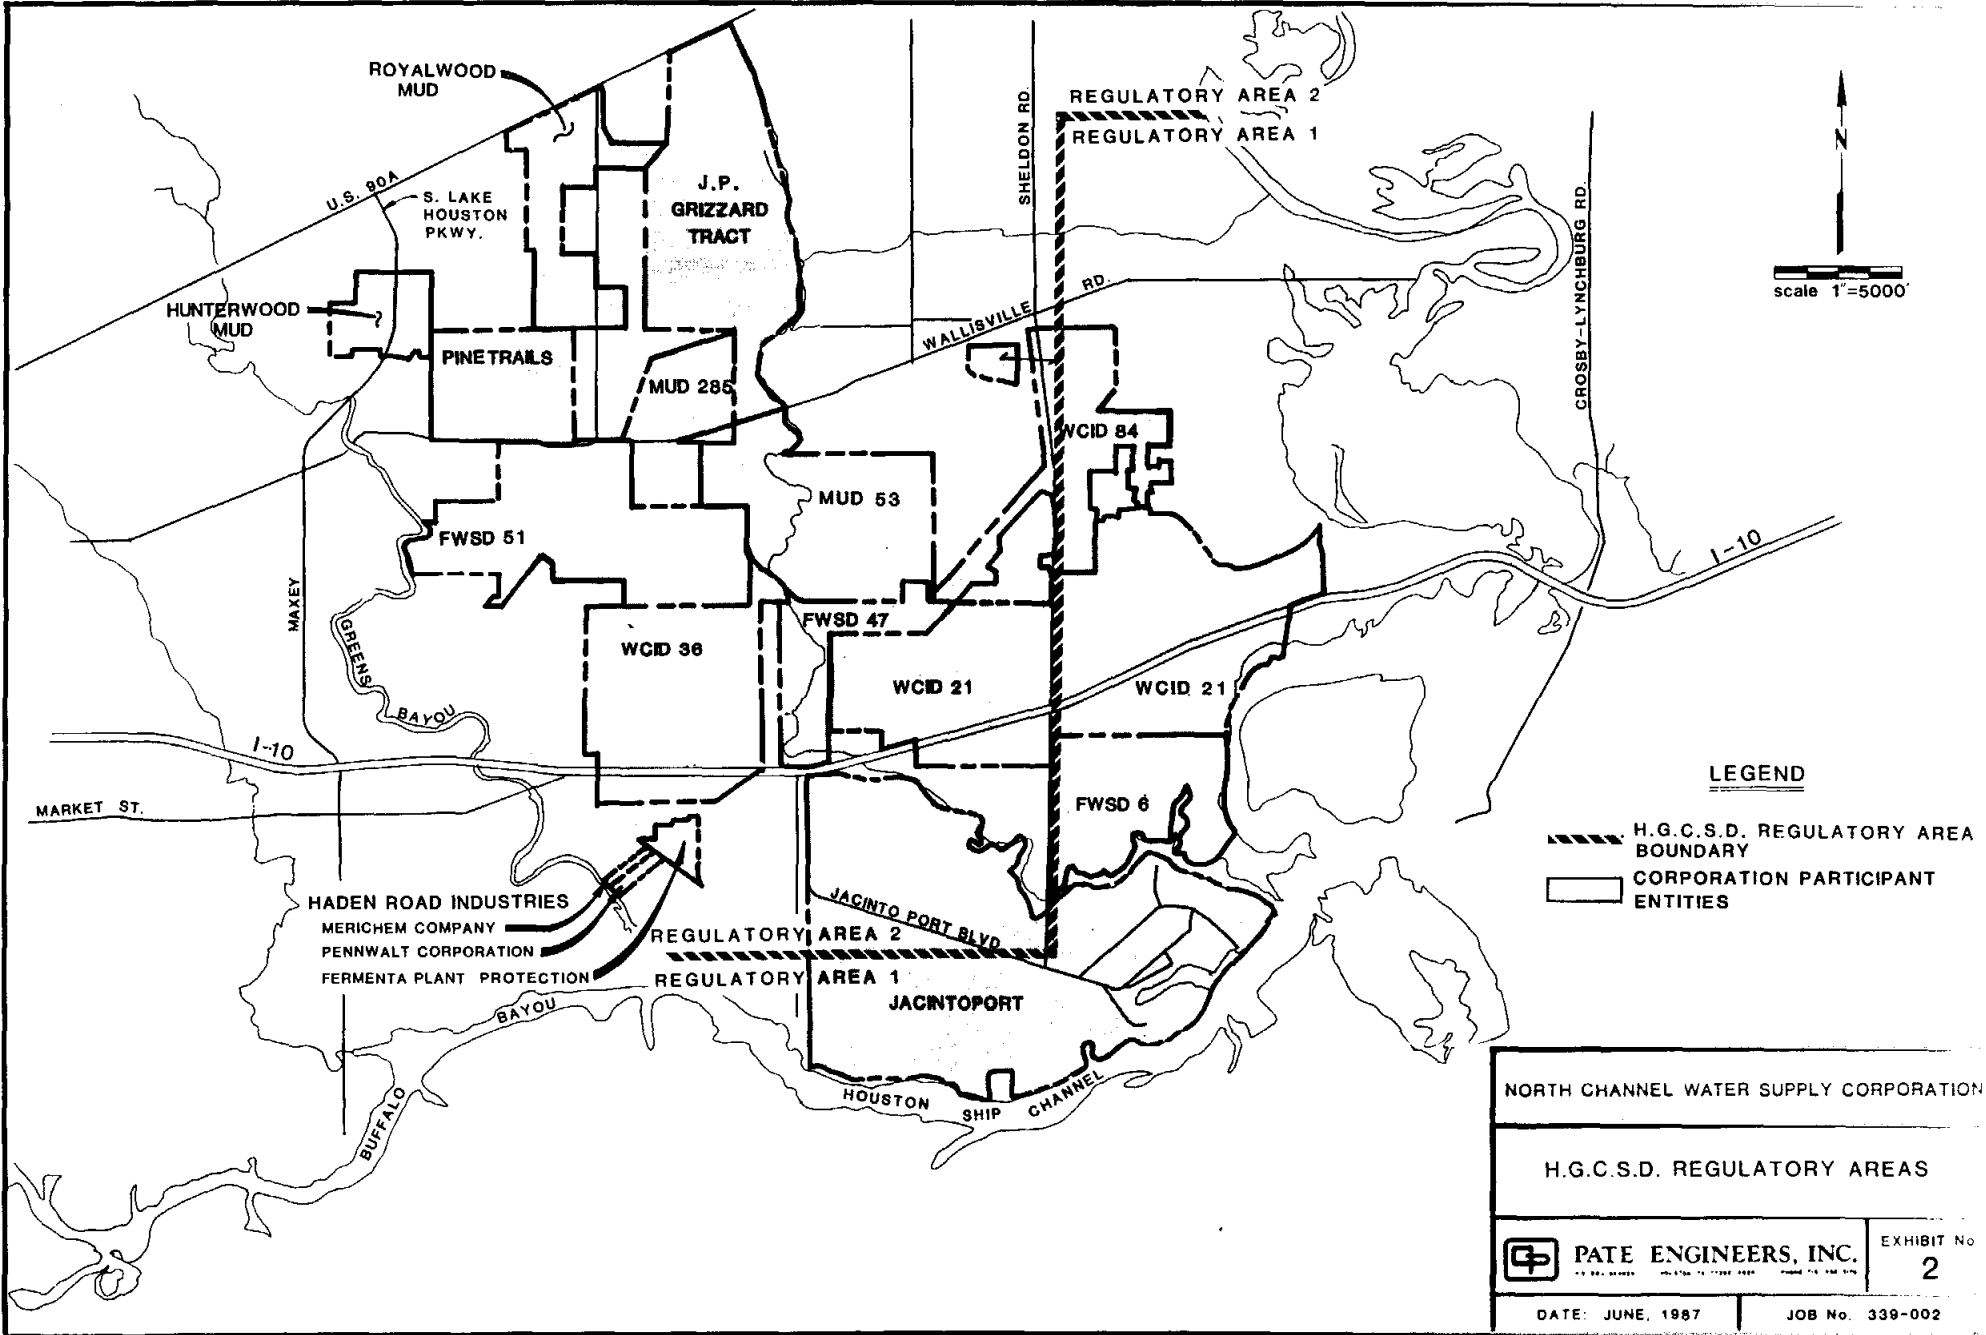 ROYALWOOD
MUD
U.S. 90A
S. LAKE
HOUSTON
PKWY.
J.P.
GRIZZARD
TRACT
SHELDON RD.
REGULATORY AREA 2
REGULATORY AREA 1
CROSBY-LYNCHBURG RD.
N
scale 1"=5000'
HUNTERWOOD
MUD
PINETRAILS
MUD 285
WALLISVILLE
RD.
WCID 84
MUD 53
FWSD 51
I-10
MAXEY
GREENS
BAYOU
WCID 36
FWSD 47
WCID 21
WCID 21
I-10
MARKET ST.
FWSD 6
LEGEND
H.G.C.S.D. REGULATORY AREA
BOUNDARY
CORPORATION PARTICIPANT
ENTITIES
HADEN ROAD INDUSTRIES
MERICHEM COMPANY
PENNWALT CORPORATION
FERMENTA PLANT PROTECTION
JACINTO PORT BLVD
REGULATORY AREA 2
REGULATORY AREA 1
JACINTOPORT
BAYOU
BUFFALO
HOUSTON SHIP CHANNEL
NORTH CHANNEL WATER SUPPLY CORPORATION
H.G.C.S.D. REGULATORY AREAS
PATE ENGINEERS, INC.
EXHIBIT No
2
DATE: JUNE, 1987
JOB No. 339-002